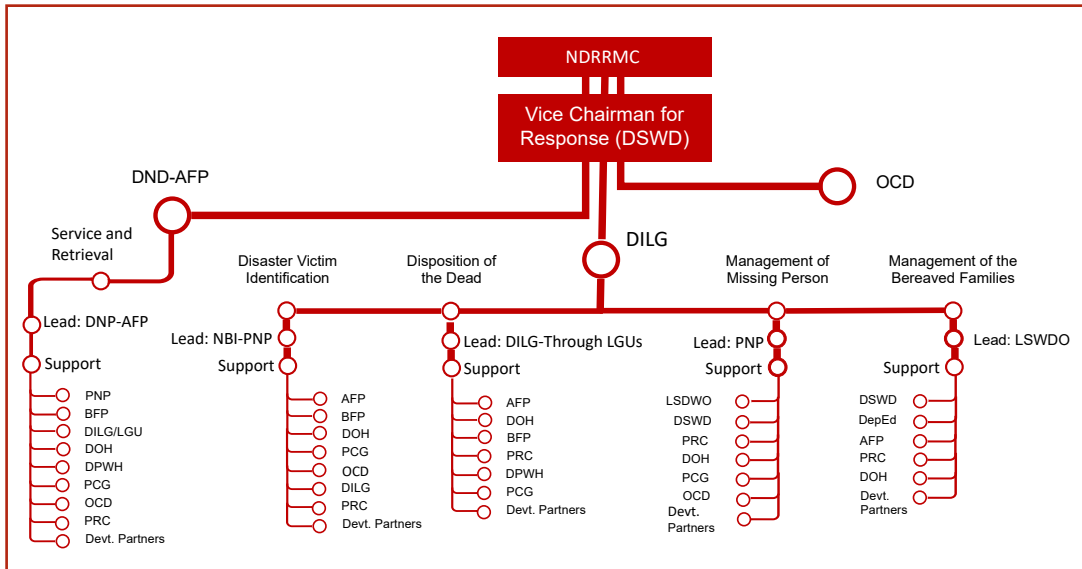 NDRRMC
Vice Chairman for
Response (DSWD)
DND-AFP
OCD
Service and
Retrieval
DILG
Disaster Victim
Identification
Disposition of
the Dead
Management of
Missing Person
Management of the
Bereaved Families
Lead: DNP-AFP
Support
PNP
BFP
DILG/LGU
DOH
DPWH
PCG
OCD
PRC
Devt. Partners
Lead: NBI-PNP
Support
AFP
BFP
DOH
PCG
OCD
DILG
PRC
Devt. Partners
Lead: DILG-Through LGUs
Support
AFP
DOH
BFP
PRC
DPWH
PCG
Devt. Partners
Lead: PNP
Support
LSDWO
DSWD
PRC
DOH
PCG
OCD
Devt.
Partners
Lead: LSWDO
Support
DSWD
DepEd
AFP
PRC
DOH
Devt.
Partners